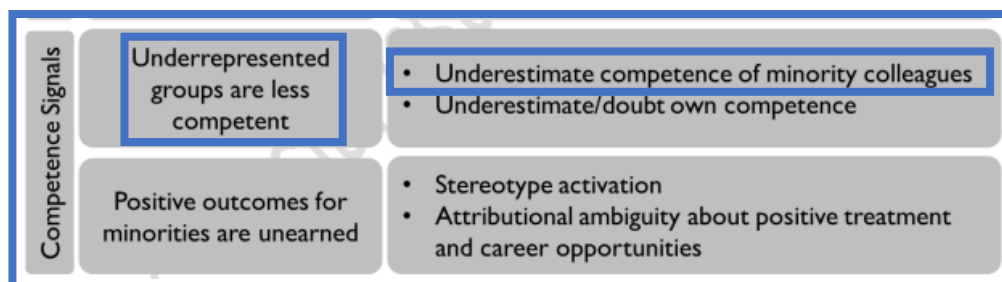 Competence Signals
Underrepresented
groups are less
competent
• Underestimate competence of minority colleagues
• Underestimate/doubt own competence
Positive outcomes for
minorities are unearned
• Stereotype activation
• Attributional ambiguity about positive treatment
and career opportunities